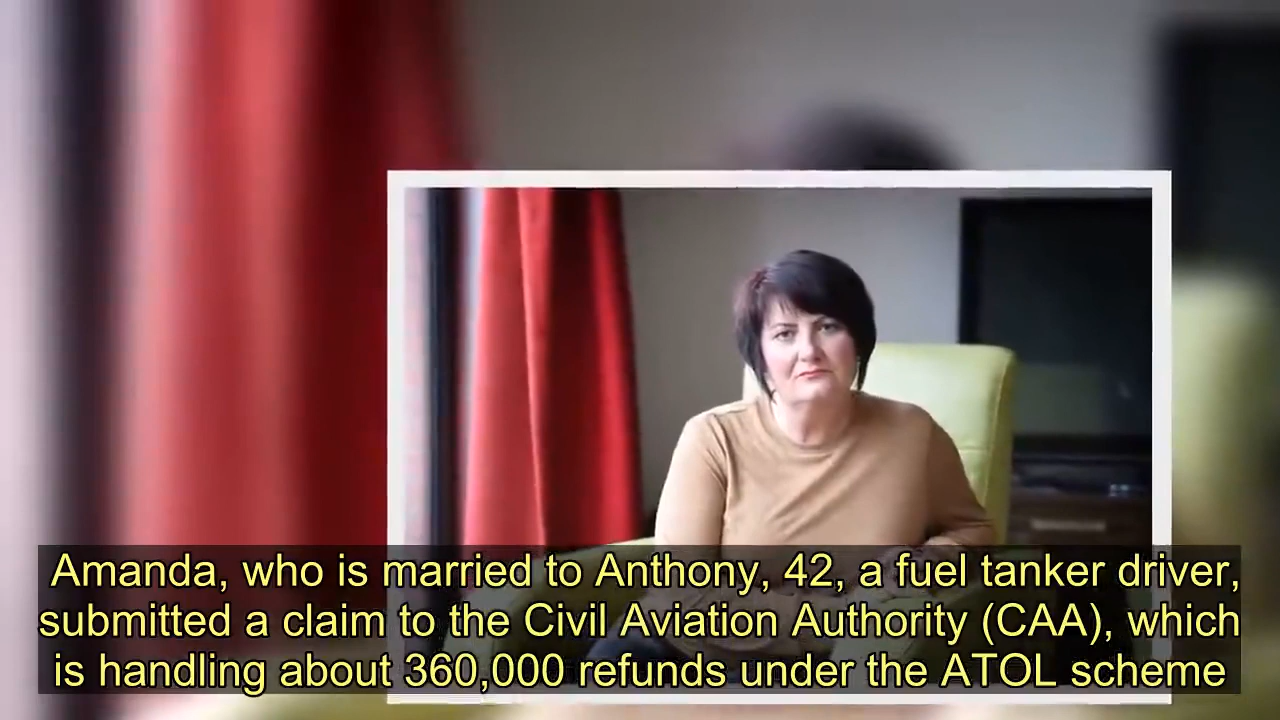 Amanda, who is married to Anthony, 42, a fuel tanker driver,
submitted a claim to the Civil Aviation Authority (CAA), which
is handling about 360,000 refunds under the ATOL scheme